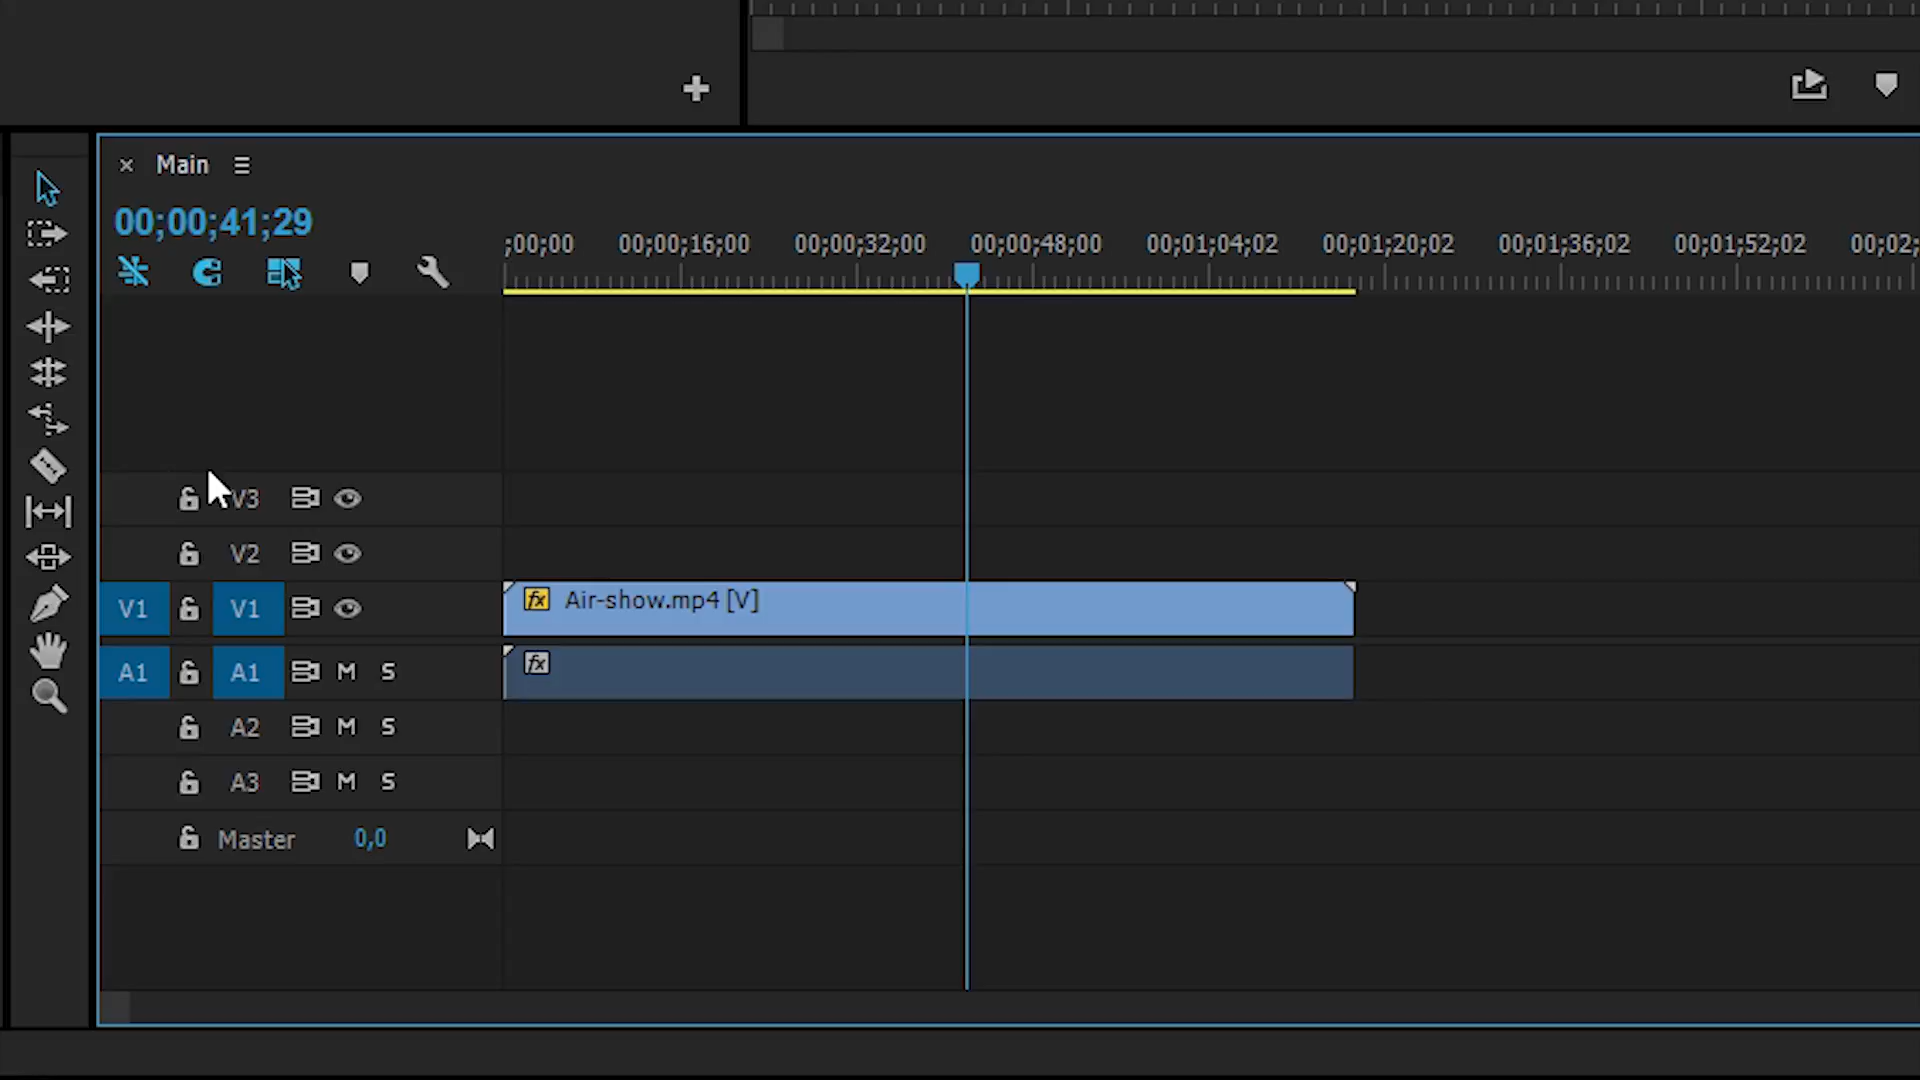 × Main
00;00;41;29
;00;00 00;00;16;00 00;00;32;00 00;00;48;00 00;01;04;02 00;01;20;02 00;01;36;02 00;01;52;02 00;02;
V3
V2
V1 V1 fx Air-show.mp4 [V]
A1 A1 M S fx
A2 M S
A3 M S
Master 0,0